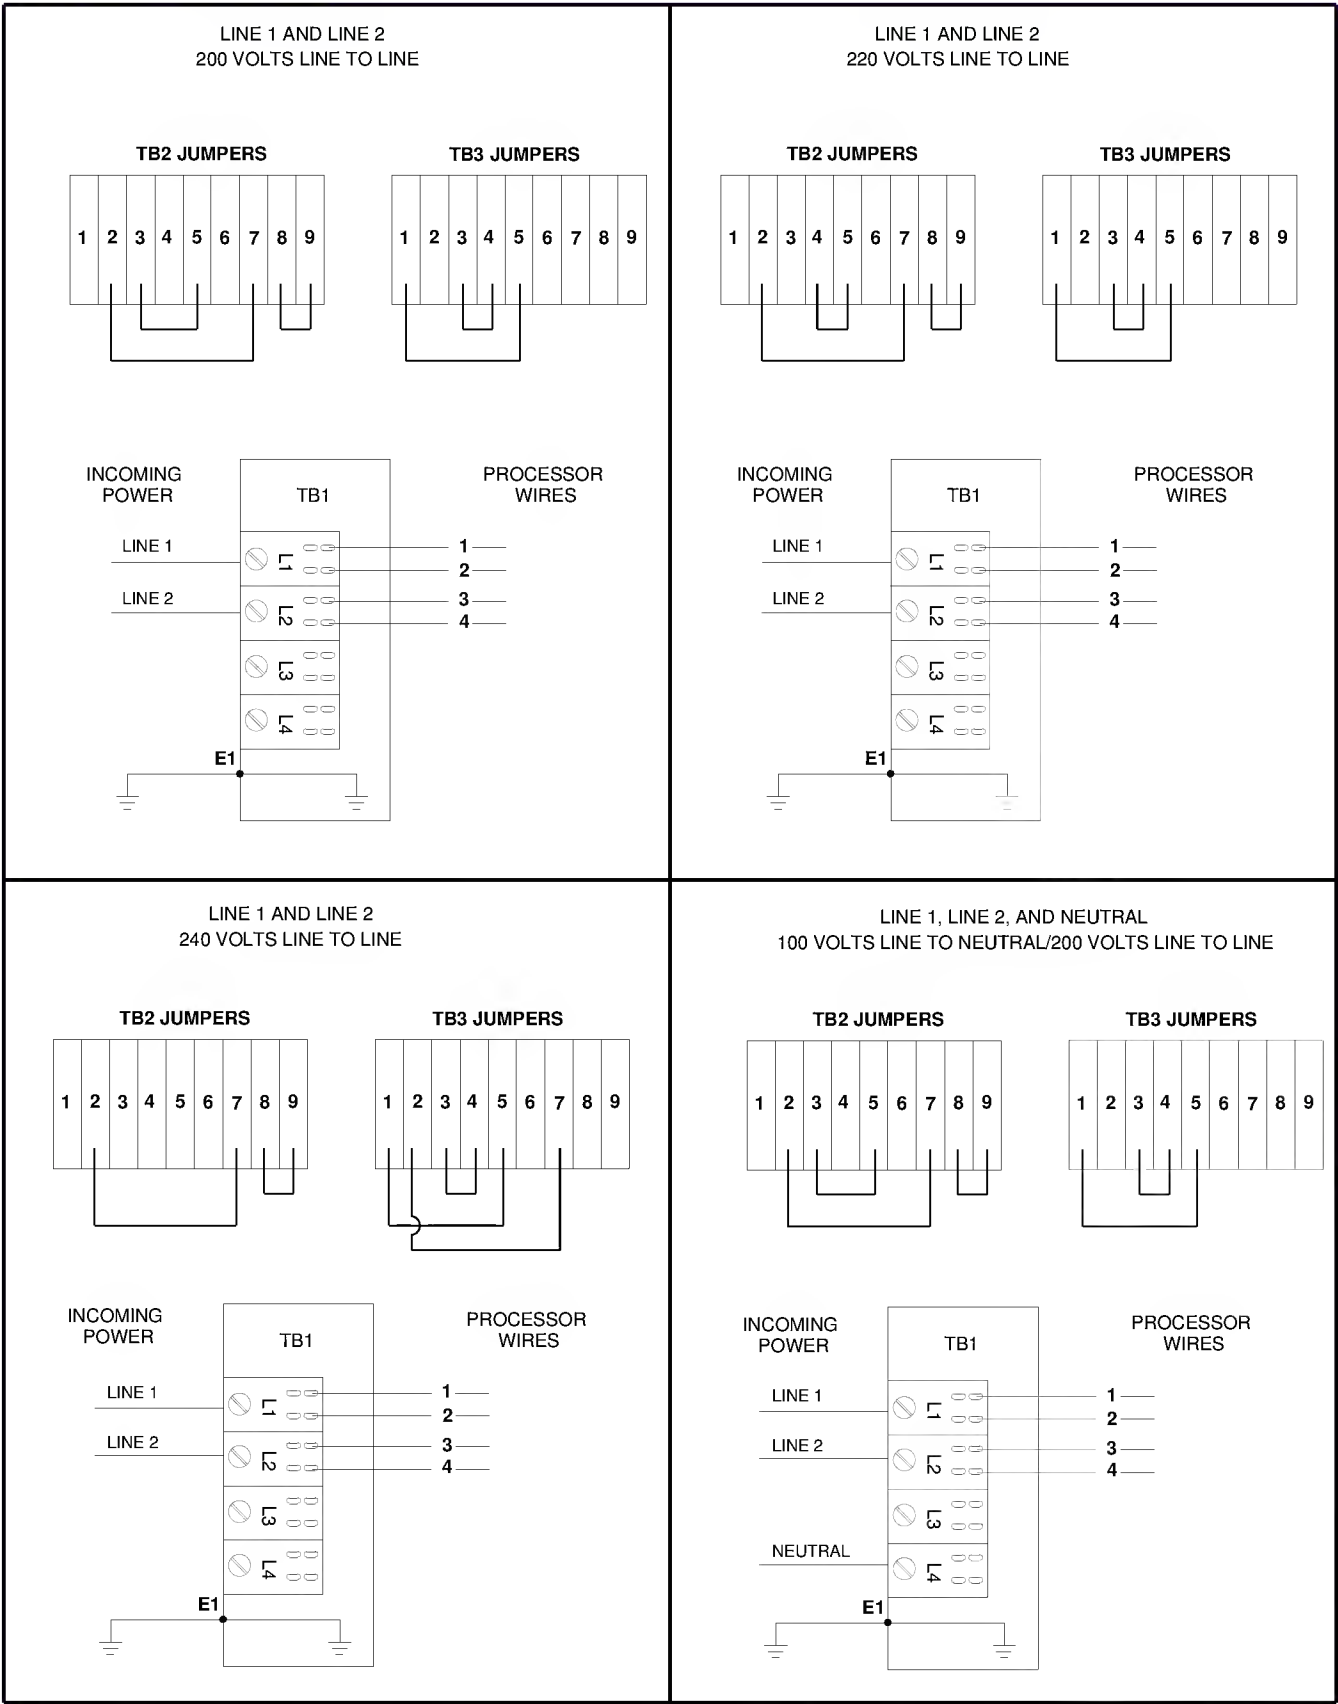 LINE 1 AND LINE 2
200 VOLTS LINE TO LINE
TB2 JUMPERS TB3 JUMPERS
1 2 3 4 5 6 7 8 9 1 2 3 4 5 6 7 8 9
INCOMING
POWER
TB1
PROCESSOR
WIRES
LINE 1
L1
1
2
LINE 2
L2
3
4
L3
L4
E1
LINE 1 AND LINE 2
220 VOLTS LINE TO LINE
TB2 JUMPERS TB3 JUMPERS
1 2 3 4 5 6 7 8 9 1 2 3 4 5 6 7 8 9
INCOMING
POWER
TB1
PROCESSOR
WIRES
LINE 1
L1
1
2
LINE 2
L2
3
4
L3
L4
E1
LINE 1 AND LINE 2
240 VOLTS LINE TO LINE
TB2 JUMPERS TB3 JUMPERS
1 2 3 4 5 6 7 8 9 1 2 3 4 5 6 7 8 9
INCOMING
POWER
TB1
PROCESSOR
WIRES
LINE 1
L1
1
2
LINE 2
L2
3
4
L3
L4
E1
LINE 1, LINE 2, AND NEUTRAL
100 VOLTS LINE TO NEUTRAL/200 VOLTS LINE TO LINE
TB2 JUMPERS TB3 JUMPERS
1 2 3 4 5 6 7 8 9 1 2 3 4 5 6 7 8 9
INCOMING
POWER
TB1
PROCESSOR
WIRES
LINE 1
L1
1
2
LINE 2
L2
3
4
L3
NEUTRAL
L4
E1